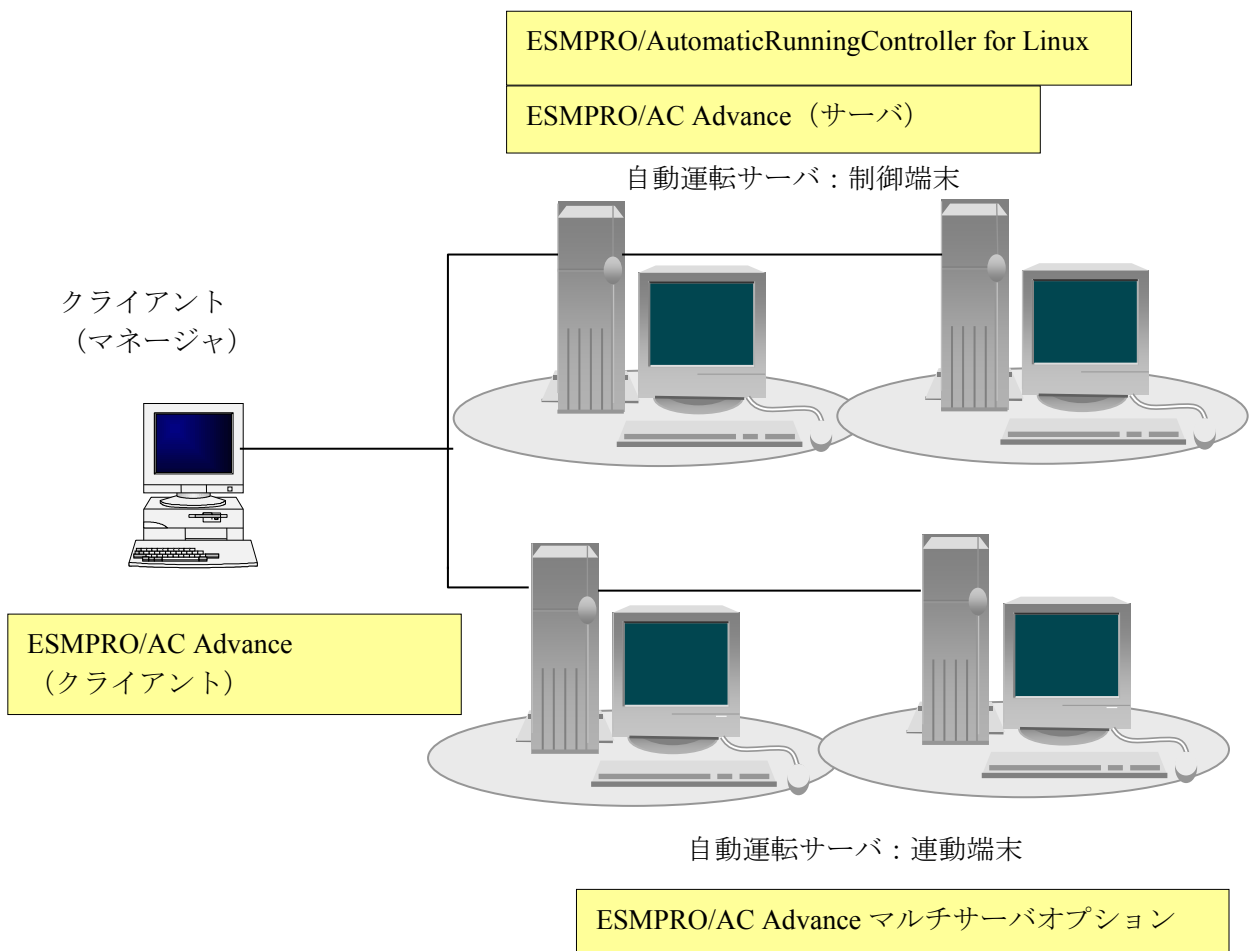 ESMPRO/AutomaticRunningController for Linux
ESMPRO/AC Advance（サーバ）
自動運転サーバ：制御端末
クライアント
（マネージャ）
ESMPRO/AC Advance
（クライアント）
自動運転サーバ：連動端末
ESMPRO/AC Advance マルチサーバオプション